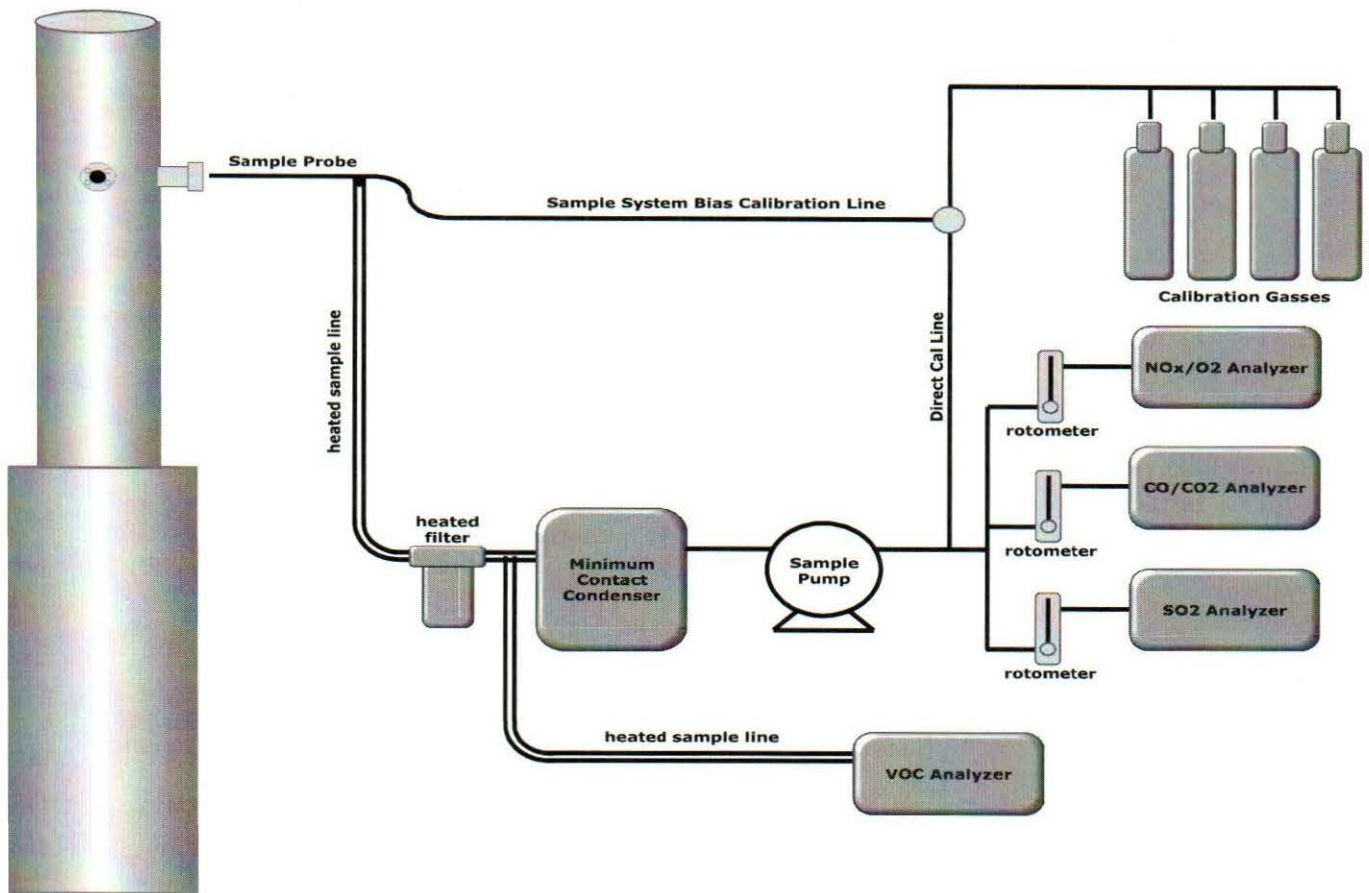 Sample Probe
Sample System Bias Calibration Line
Calibration Gasses
heated sample line
Direct Cal Line
NOx/O2 Analyzer
rotometer
CO/CO2 Analyzer
rotometer
heated
filter
Minimum
Contact
Condenser
Sample
Pump
SO2 Analyzer
rotometer
heated sample line
VOC Analyzer